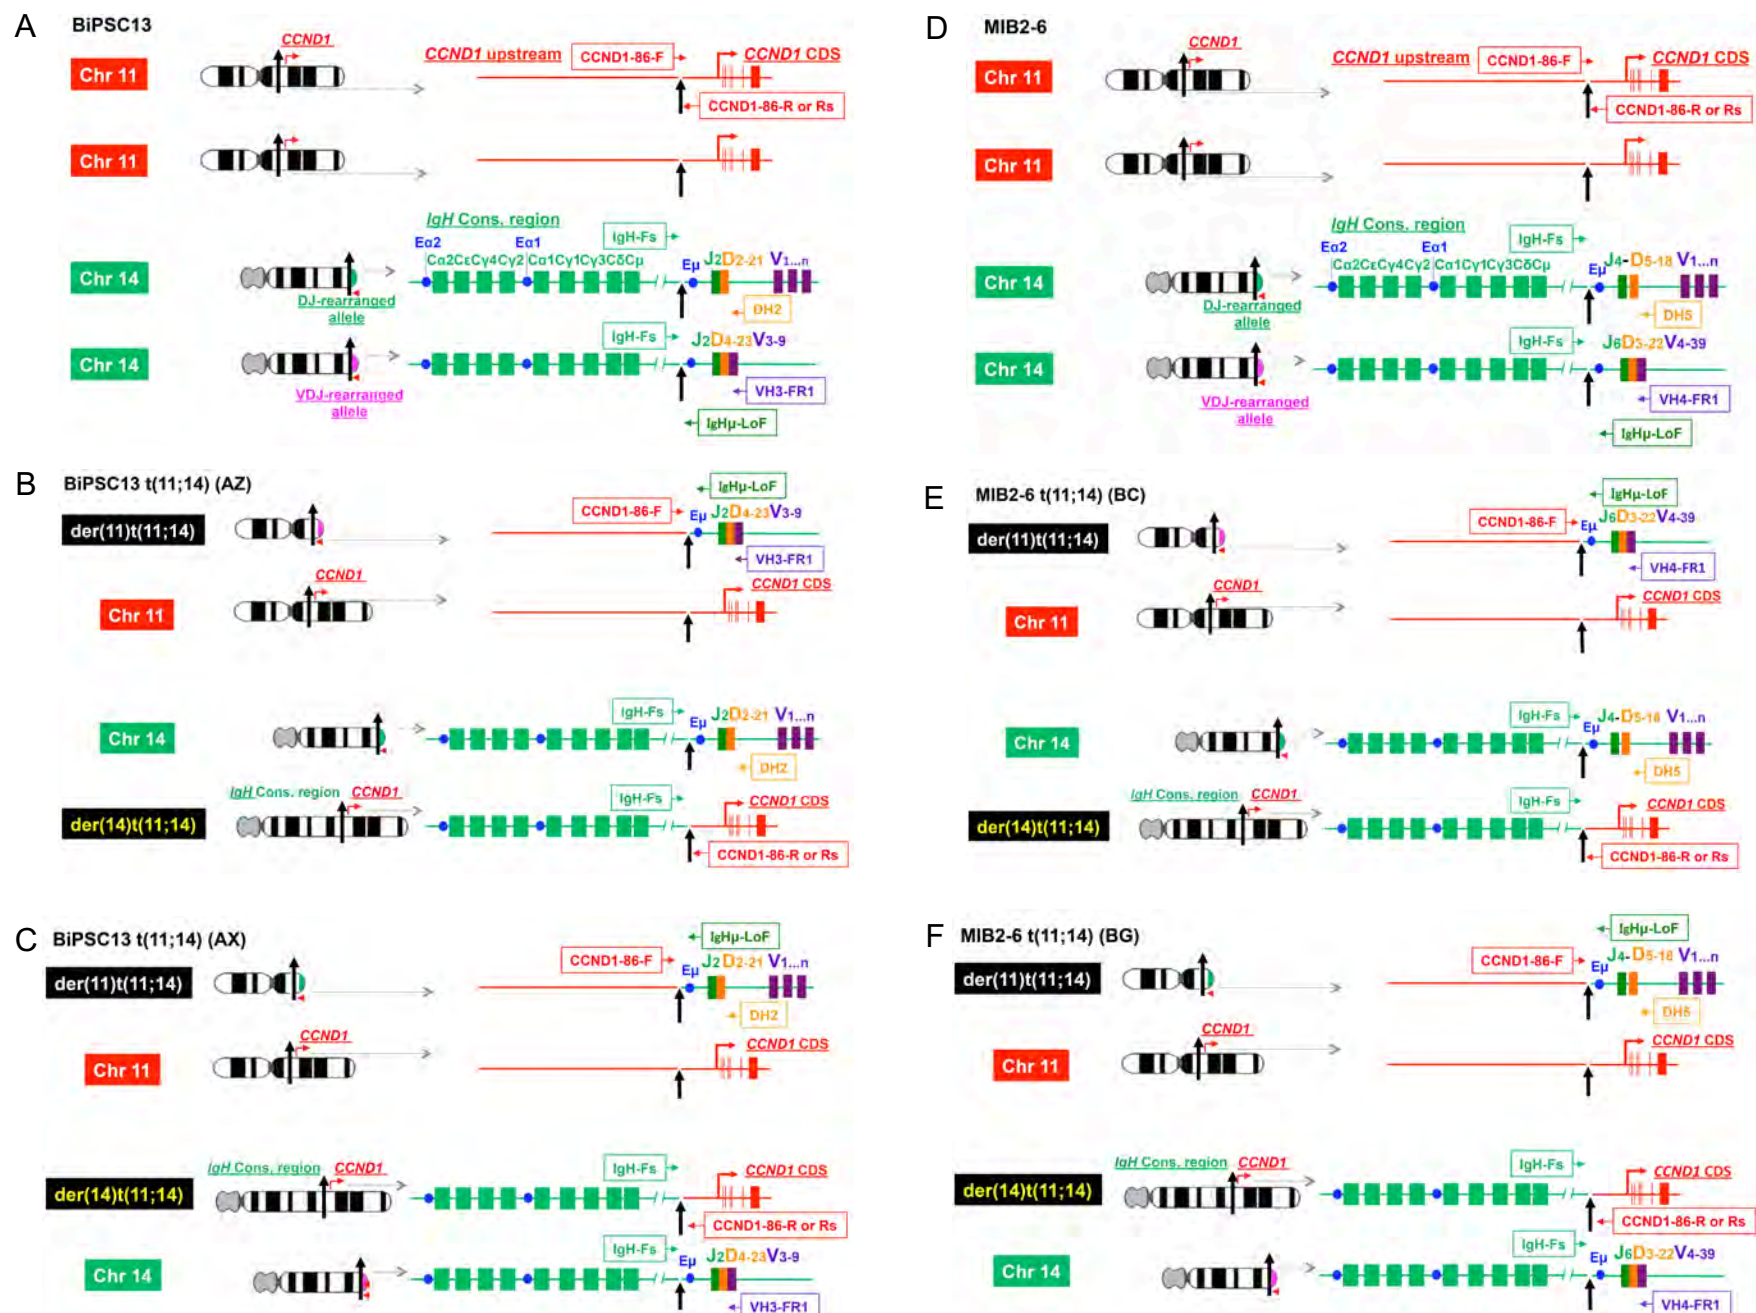 A BiPSC13
CCND1
CCND1 upstream CCND1-86-F CCND1 CDS
Chr 11
CCND1-86-R or Rs
Chr 11
IgH Cons. region
IgH-Fs
Eα2 Eα1
Cα2CεCγ4Cγ2 Cα1Cγ1Cγ3CδCμ Eμ J2D2-21 V1...n
Chr 14
DJ-rearranged
allele
DH2
IgH-Fs
J2D4-23V3-9
Chr 14
VDJ-rearranged
allele
VH3-FR1
IgHμ-LoF
B BiPSC13 t(11;14) (AZ)
IgHμ-LoF
CCND1-86-F Eμ J2D4-23V3-9
der(11)t(11;14)
VH3-FR1
CCND1
CCND1 CDS
Chr 11
IgH-Fs
Eμ J2D2-21 V1...n
Chr 14
DH2
IgH Cons. region CCND1 IgH-Fs
CCND1 CDS
der(14)t(11;14)
CCND1-86-R or Rs
C BiPSC13 t(11;14) (AX)
IgHμ-LoF
CCND1-86-F Eμ J2D2-21 V1...n
der(11)t(11;14)
DH2
CCND1
CCND1 CDS
Chr 11
IgH Cons. region CCND1 IgH-Fs
CCND1 CDS
der(14)t(11;14)
CCND1-86-R or Rs
IgH-Fs
Eμ J2D4-23V3-9
Chr 14
VH3-FR1
D MIB2-6
CCND1
CCND1 upstream CCND1-86-F CCND1 CDS
Chr 11
CCND1-86-R or Rs
Chr 11
IgH Cons. region
IgH-Fs
Eα2 Eα1
Cα2CεCγ4Cγ2 Cα1Cγ1Cγ3CδCμ Eμ J4-D5-18 V1...n
Chr 14
DJ-rearranged
allele
DH5
IgH-Fs
J6D3-22V4-39
Chr 14
VDJ-rearranged
allele
VH4-FR1
IgHμ-LoF
E MIB2-6 t(11;14) (BC)
IgHμ-LoF
CCND1-86-F Eμ J6D3-22V4-39
der(11)t(11;14)
VH4-FR1
CCND1
CCND1 CDS
Chr 11
IgH-Fs
Eμ J4-D5-18 V1...n
Chr 14
DH5
IgH Cons. region CCND1 IgH-Fs
CCND1 CDS
der(14)t(11;14)
CCND1-86-R or Rs
F MIB2-6 t(11;14) (BG)
IgHμ-LoF
CCND1-86-F Eμ J4-D5-18 V1...n
der(11)t(11;14)
DH5
CCND1
CCND1 CDS
Chr 11
IgH Cons. region CCND1 IgH-Fs
CCND1 CDS
der(14)t(11;14)
CCND1-86-R or Rs
IgH-Fs
Eμ J6D3-22V4-39
Chr 14
VH4-FR1